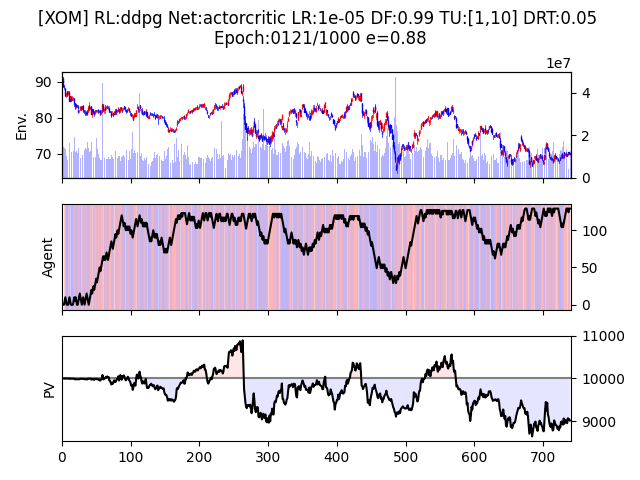 [XOM] RL:ddpg Net:actorcritic LR:1e-05 DF:0.99 TU:[1,10] DRT:0.05
Epoch:0121/1000 e=0.88
1e7
Env.
90
80
70
4
2
0
Agent
100
50
0
PV
11000
10000
9000
0 100 200 300 400 500 600 700